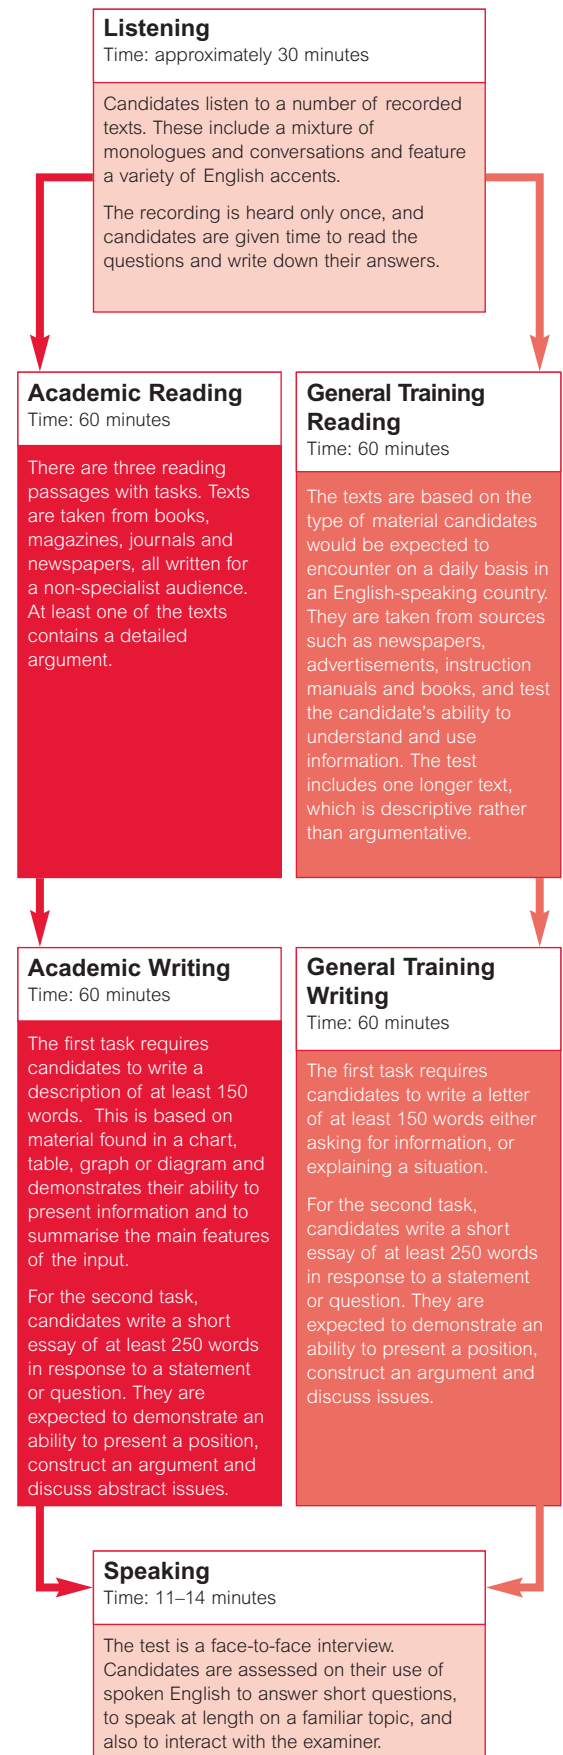 Listening
Time: approximately 30 minutes
Candidates listen to a number of recorded
texts. These include a mixture of
monologues and conversations and feature
a variety of English accents.
The recording is heard only once, and
candidates are given time to read the
questions and write down their answers.
Academic Reading
Time: 60 minutes
There are three reading
passages with tasks. Texts
are taken from books,
magazines, journals and
newspapers, all written for
a non-specialist audience.
At least one of the texts
contains a detailed
argument.
General Training
Reading
Time: 60 minutes
The texts are based on the
type of material candidates
would be expected to
encounter on a daily basis in
an English-speaking country.
They are taken from sources
such as newspapers,
advertisements, instruction
manuals and books, and test
the candidate's ability to
understand and use
information. The test
includes one longer text,
which is descriptive rather
than argumentative.
Academic Writing
Time: 60 minutes
The first task requires
candidates to write a
description of at least 150
words. This is based on
material found in a chart,
table, graph or diagram and
demonstrates their ability to
present information and to
summarise the main features
of the input.
For the second task,
candidates write a short
essay of at least 250 words
in response to a statement
or question. They are
expected to demonstrate an
ability to present a position,
construct an argument and
discuss abstract issues.
General Training
Writing
Time: 60 minutes
The first task requires
candidates to write a letter
of at least 150 words either
asking for information, or
explaining a situation.
For the second task,
candidates write a short
essay of at least 250 words
in response to a statement
or question. They are
expected to demonstrate an
ability to present a position,
construct an argument and
discuss issues.
Speaking
Time: 11–14 minutes
The test is a face-to-face interview.
Candidates are assessed on their use of
spoken English to answer short questions,
to speak at length on a familiar topic, and
also to interact with the examiner.